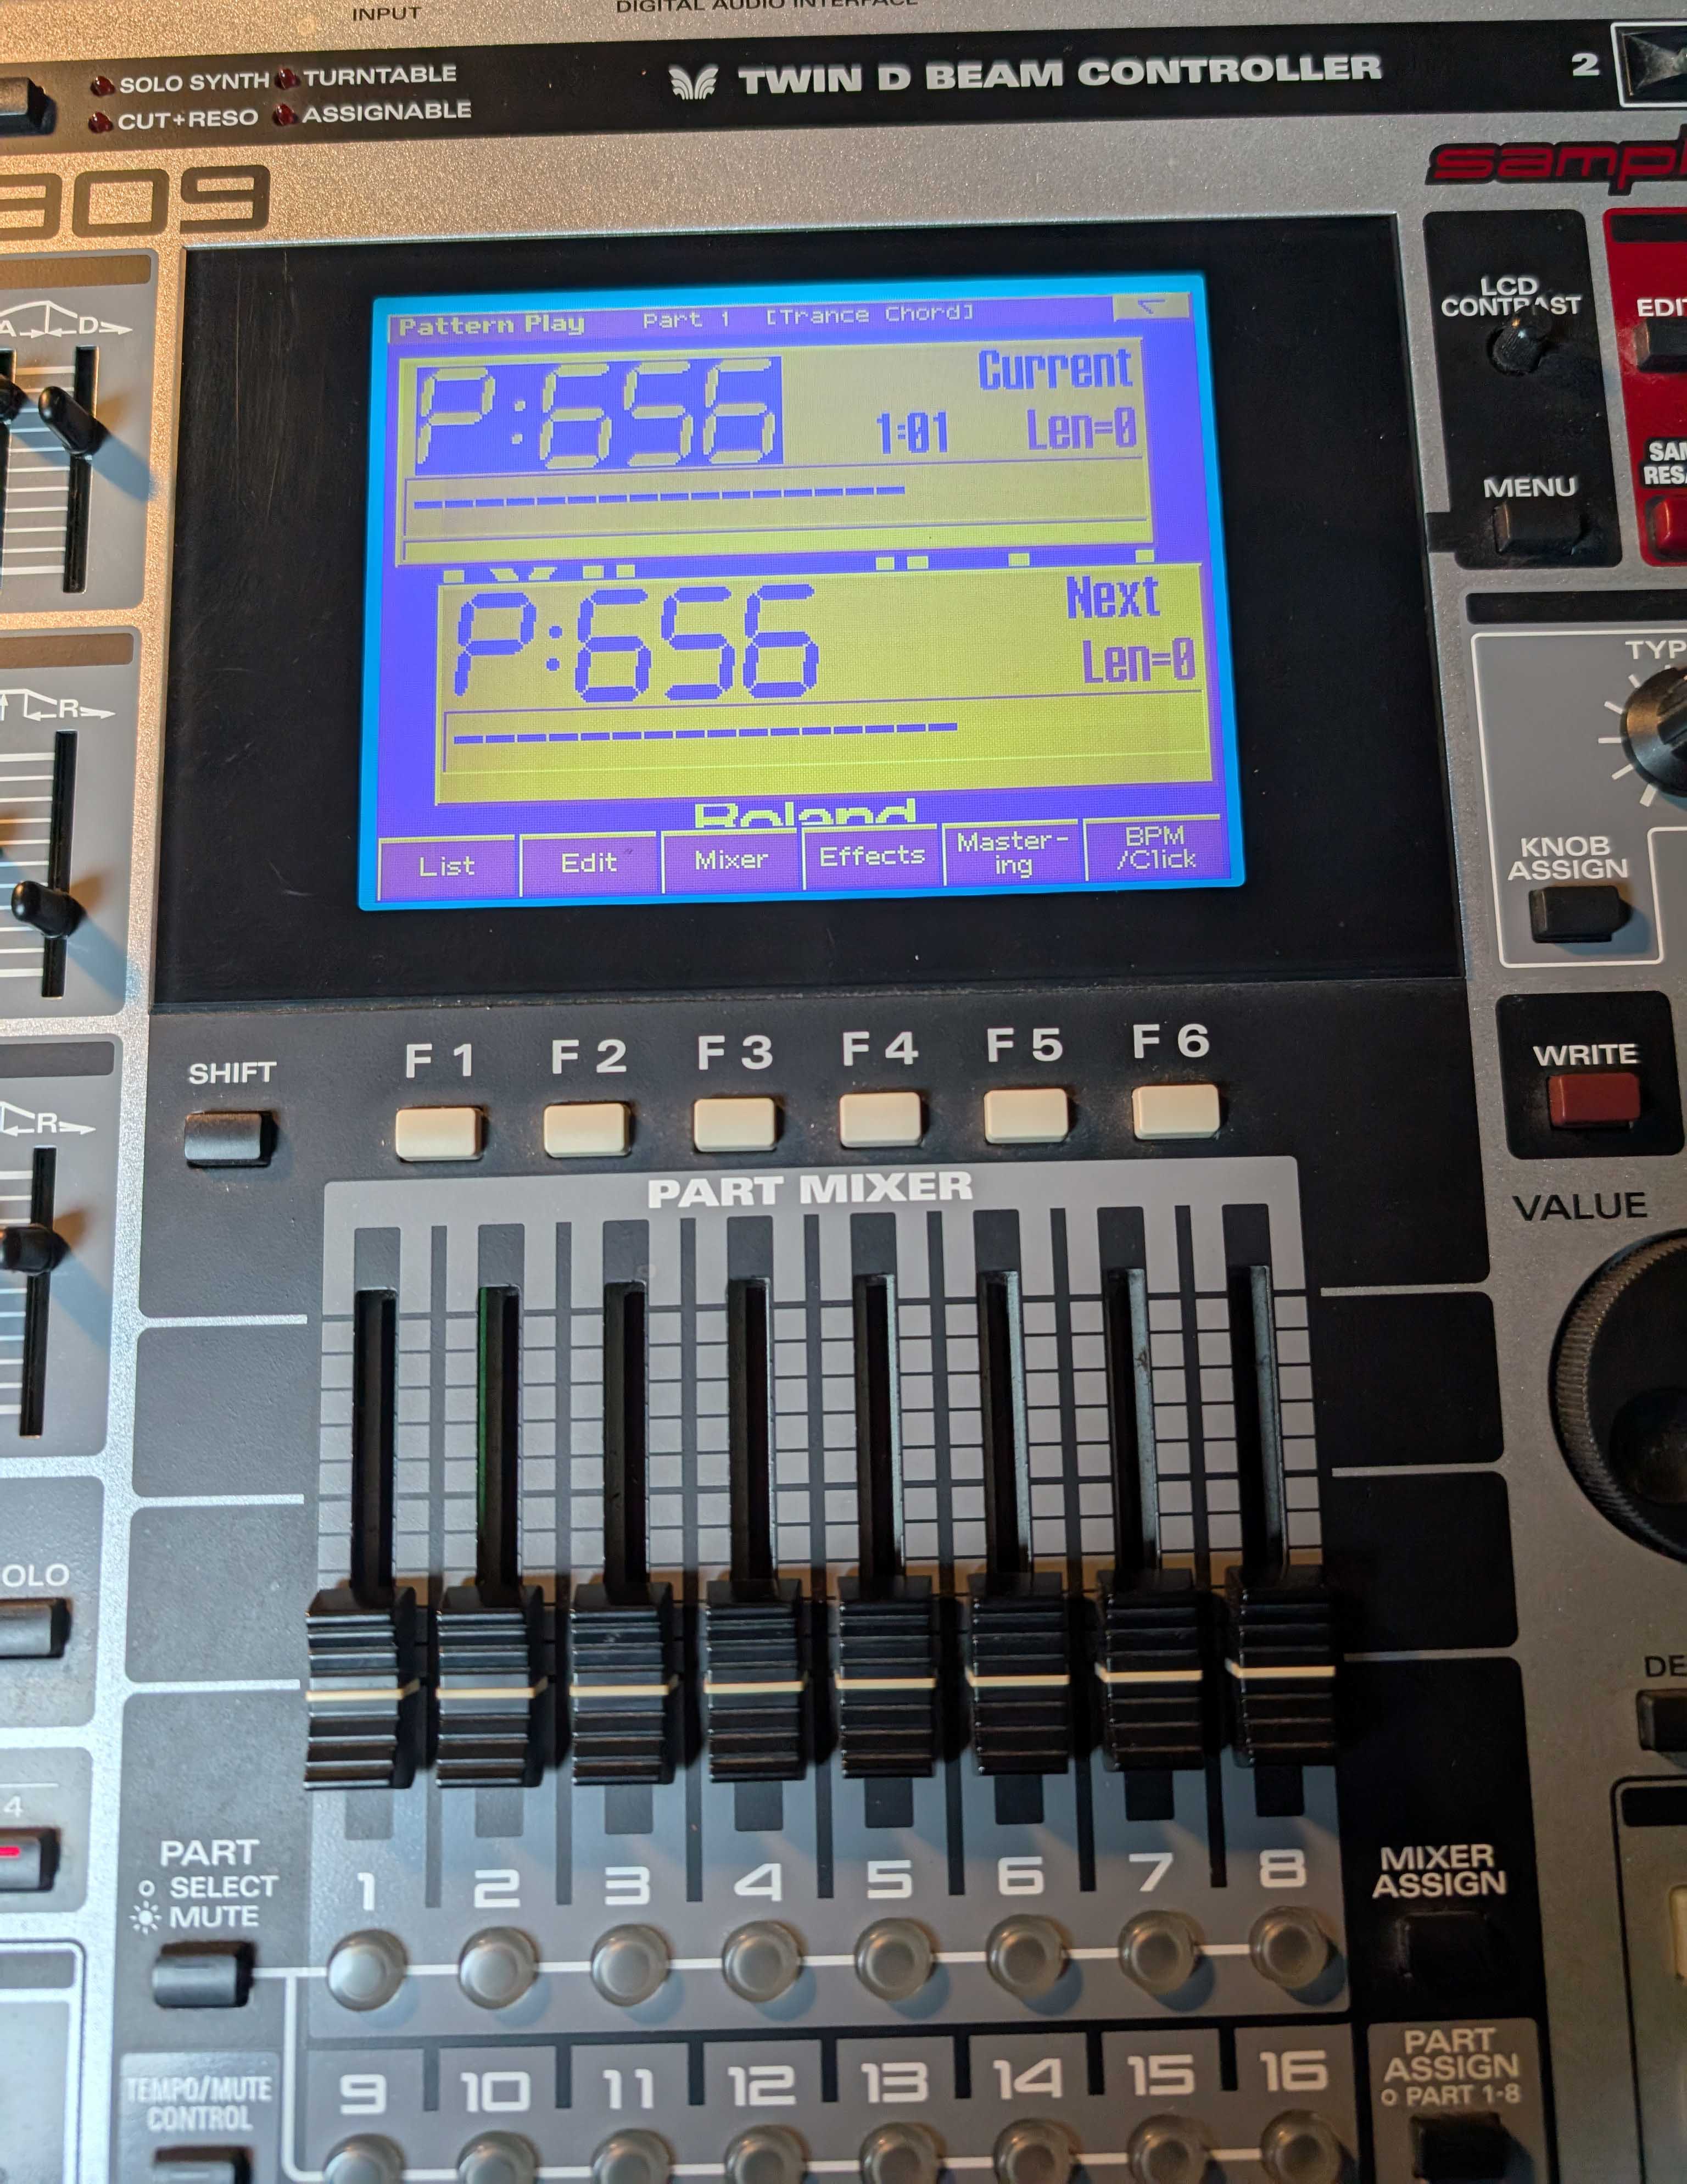 INPUT
DIGITAL AUDIO INTERFACE
SOLO SYNTH TURNTABLE
CUT+RESO ASSIGNABLE
TWIN D BEAM CONTROLLER
2
909
Pattern Play Part 1 [Trance Chord]
P:656
Current
1:01 Len=0
P:656
Next
Len=0
Roland
List Edit Mixer Effects Master-
ing
BPM
/Click
LCD
CONTRAST
MENU
A D
R
R
KNOB
ASSIGN
WRITE
VALUE
SHIFT
F1 F2 F3 F4 F5 F6
PART MIXER
4
PART
SELECT
MUTE
1 2 3 4 5 6 7 8
MIXER
ASSIGN
TEMPO/MUTE
CONTROL
9 10 11 12 13 14 15 16
PART
ASSIGN
PART 1-8